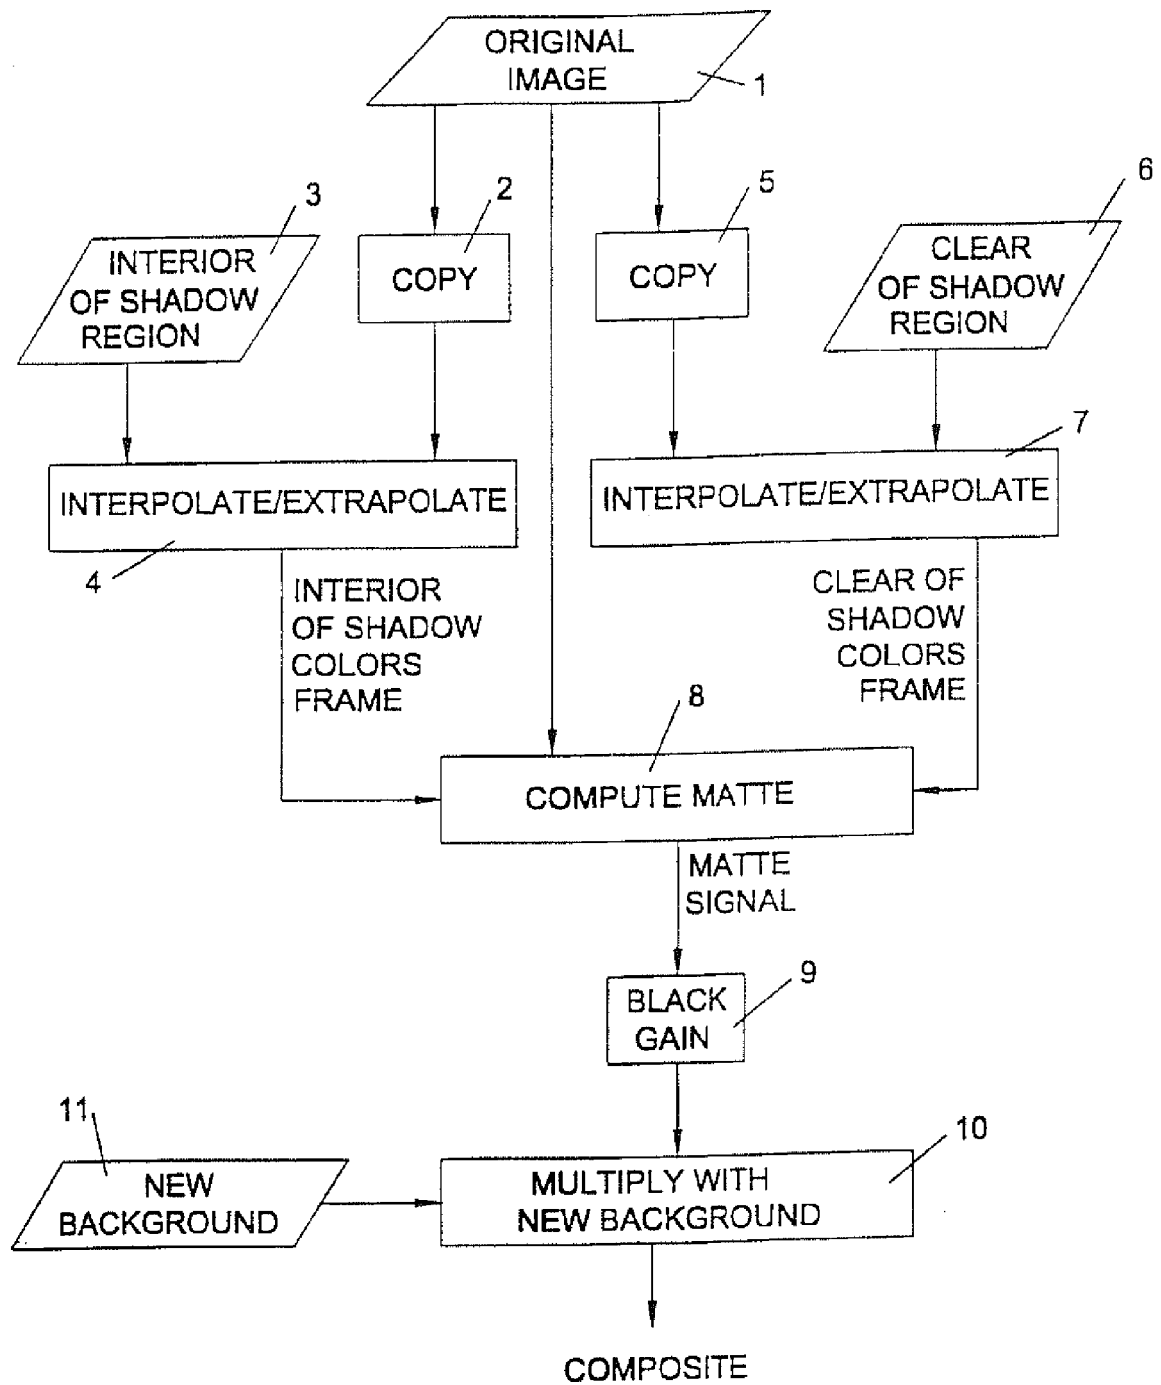 ORIGINAL
IMAGE
1
3
2
5
6
INTERIOR
OF SHADOW
REGION
COPY
COPY
CLEAR
OF SHADOW
REGION
7
INTERPOLATE/EXTRAPOLATE
INTERPOLATE/EXTRAPOLATE
4
INTERIOR
OF SHADOW
COLORS
FRAME
CLEAR OF
SHADOW
COLORS
FRAME
8
COMPUTE MATTE
MATTE
SIGNAL
9
BLACK
GAIN
11
10
NEW
BACKGROUND
MULTIPLY WITH
NEW BACKGROUND
COMPOSITE